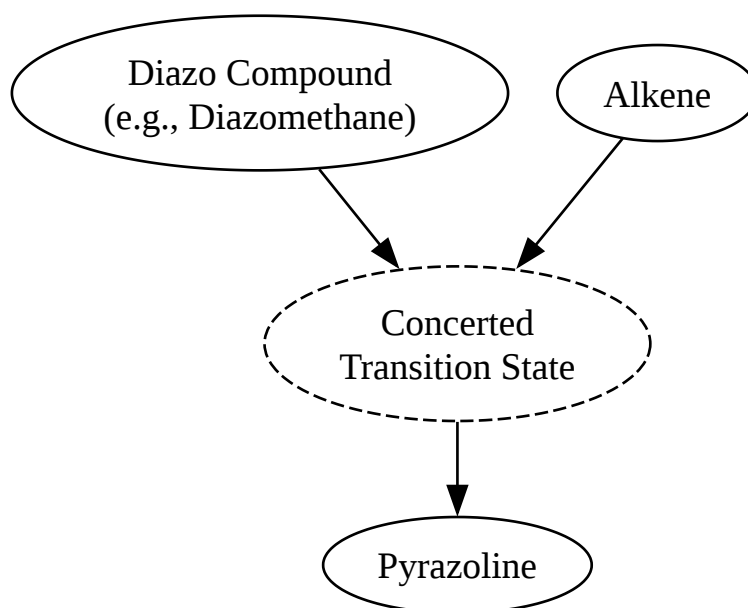 Diazo Compound
(e.g., Diazomethane)
Alkene
Concerted
Transition State
Pyrazoline